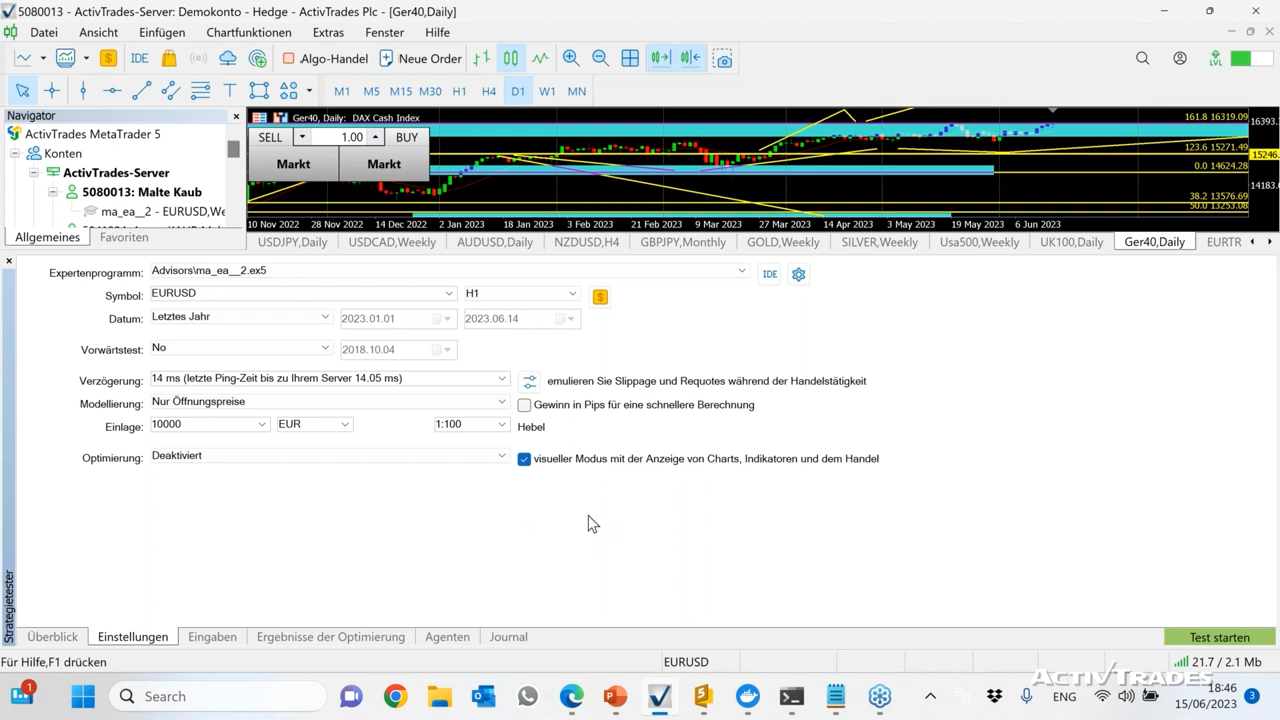 5080013 - ActivTrades-Server: Demokonto - Hedge - ActivTrades Plc - [Ger40,Daily]
Datei Ansicht Einfügen Chartfunktionen Extras Fenster Hilfe
IDE Algo-Handel Neue Order LVL
M1 M5 M15 M30 H1 H4 D1 W1 MN
Navigator
ActivTrades MetaTrader 5
Konten
ActivTrades-Server
5080013: Malte Kaub
ma_ea__2 - EURUSD,We
Allgemeines Favoriten
Ger40, Daily: DAX Cash Index
SELL 1.00 BUY
Markt Markt
161.8 16319.09
16393.
123.6 15271.49
15246.
0.0 14624.28
14183.
38.2 13576.69
50.0 13253.08
10 Nov 2022 28 Nov 2022 14 Dec 2022 2 Jan 2023 18 Jan 2023 3 Feb 2023 21 Feb 2023 9 Mar 2023 27 Mar 2023 14 Apr 2023 3 May 2023 19 May 2023 6 Jun 2023
USDJPY,Daily USDCAD,Weekly AUDUSD,Daily NZDUSD,H4 GBPJPY,Monthly GOLD,Weekly SILVER,Weekly Usa500,Weekly UK100,Daily Ger40,Daily EURTR
Expertenprogramm: Advisors\ma_ea__2.ex5 IDE
Symbol: EURUSD H1
Datum: Letztes Jahr 2023.01.01 2023.06.14
Vorwärtstest: No 2018.10.04
Verzögerung: 14 ms (letzte Ping-Zeit bis zu Ihrem Server 14.05 ms) emulieren Sie Slippage und Requotes während der Handelstätigkeit
Modellierung: Nur Öffnungspreise Gewinn in Pips für eine schnellere Berechnung
Einlage: 10000 EUR 1:100 Hebel
Optimierung: Deaktiviert visueller Modus mit der Anzeige von Charts, Indikatoren und dem Handel
Strategietester
Überblick Einstellungen Eingaben Ergebnisse der Optimierung Agenten Journal Test starten
Für Hilfe,F1 drücken EURUSD 21.7 / 2.1 Mb
ACTIVTRADES
1 Search ENG 18:46 3
15/06/2023